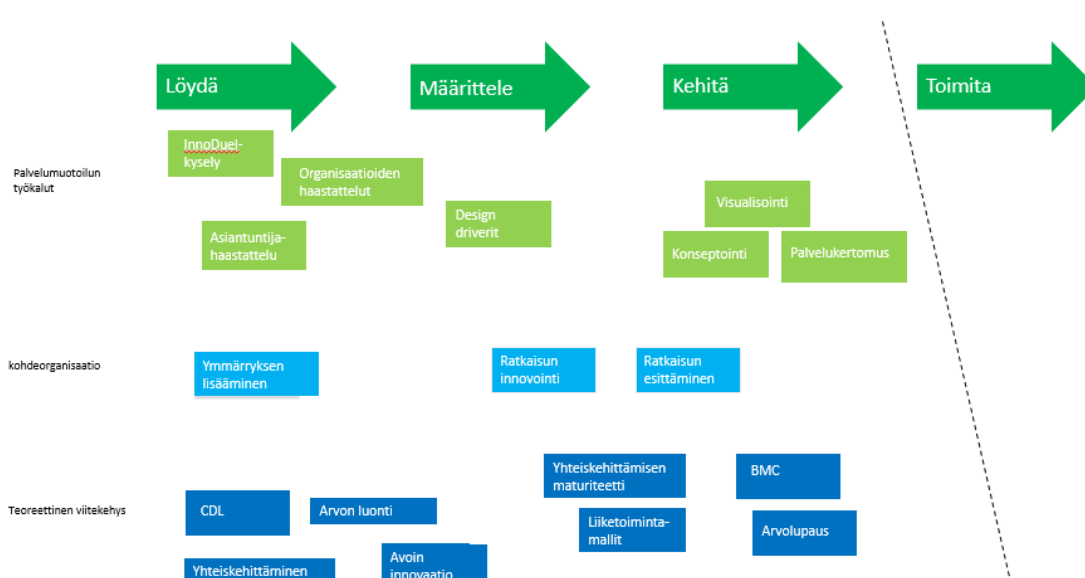 Löydä
Määrittele
Kehitä
Toimita
Palvelumuotoilun
työkalut
InnoDuel-
kysely
Organisaatioiden
haastattelut
Asiantuntija-
haastattelu
Design
driverit
Visualisointi
Konseptointi
Palvelukertomus
kohdeorganisaatio
Ymmärryksen
lisääminen
Ratkaisun
innovointi
Ratkaisun
esittäminen
Teoreettinen viitekehys
CDL
Arvon luonti
Yhteiskehittäminen
Avoin
innovaatio
Yhteiskehittämisen
maturiteetti
Liiketoiminta-
mallit
BMC
Arvolupaus